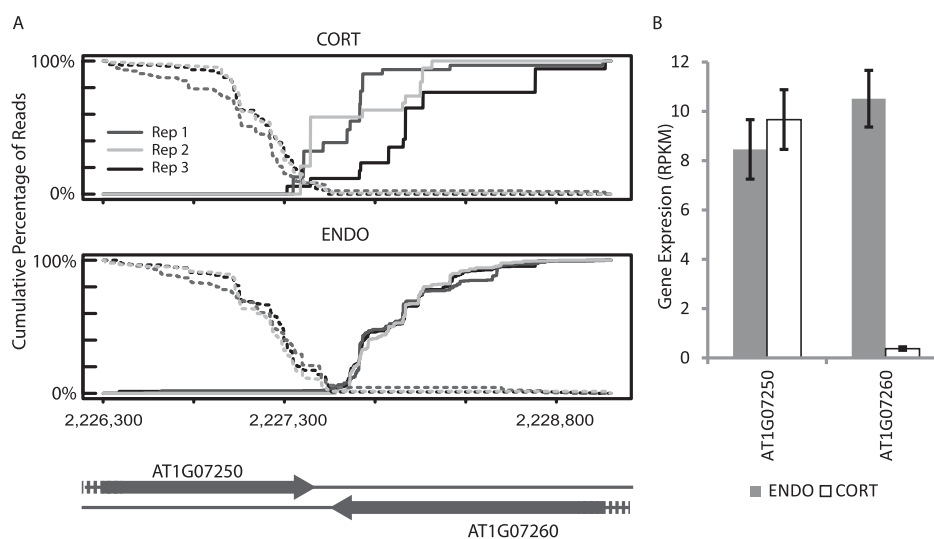 A
CORT
100%
Rep 1
Rep 2
Rep 3
0%
ENDO
100%
0%
Cumulative Percentage of Reads
2,226,300 2,227,300 2,228,800
AT1G07250
AT1G07260
B
12
10
8
6
4
2
0
Gene Expresion (RPKM)
AT1G07250
AT1G07260
ENDO CORT